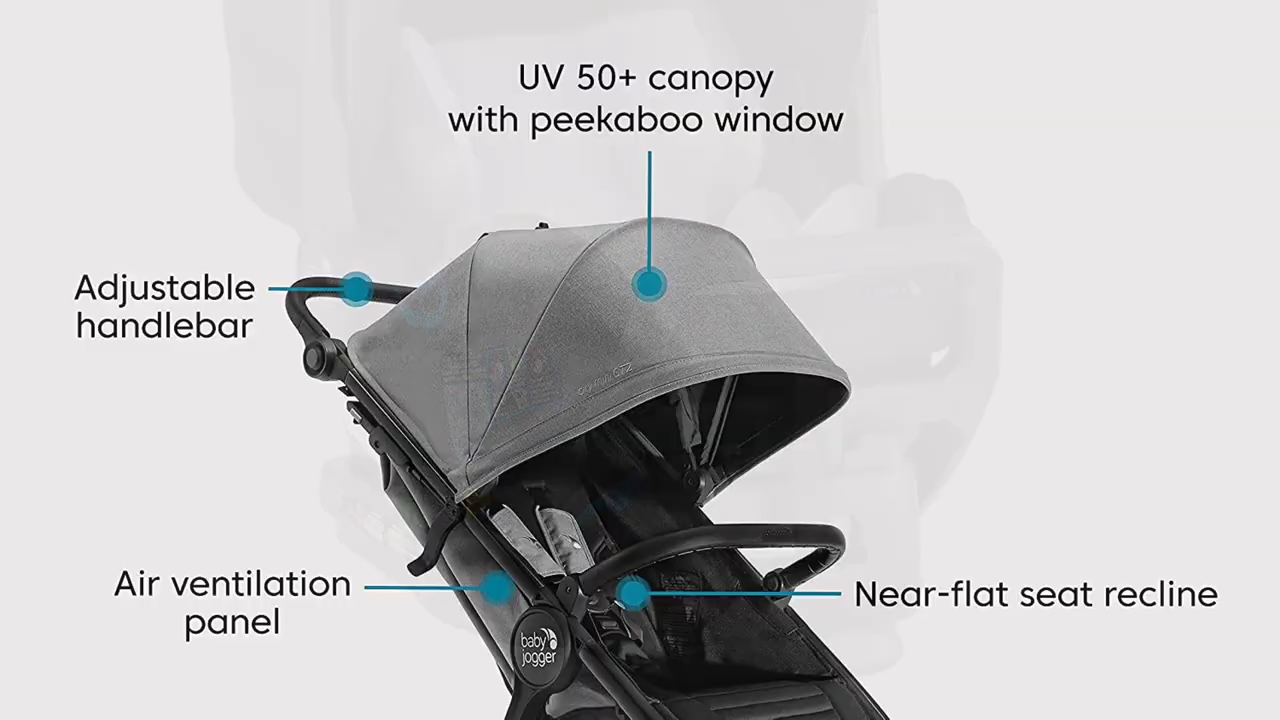 UV 50+ canopy
with peekaboo window
Adjustable
handlebar
Air ventilation
panel
Near-flat seat recline
baby
jogger